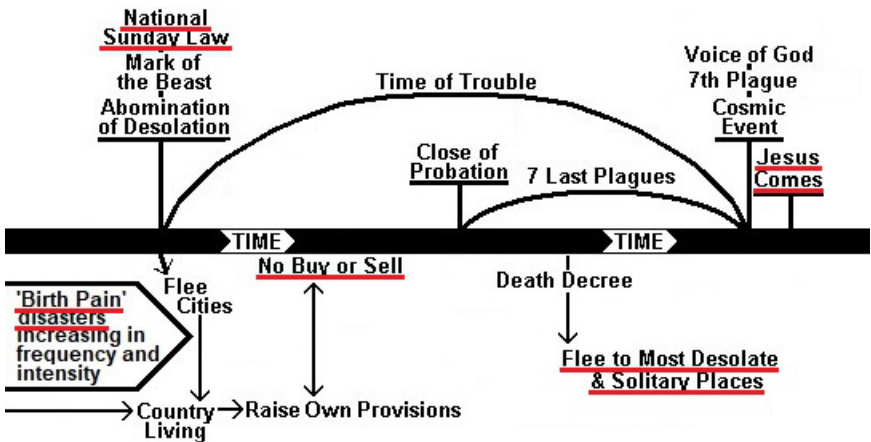 National
Sunday Law
Mark of
the Beast
Abomination
of Desolation
Time of Trouble
Voice of God
7th Plague
Cosmic
Event
Close of
Probation
7 Last Plagues
Jesus
Comes
TIME
TIME
Flee
Cities
No Buy or Sell
Death Decree
'Birth Pain'
disasters
increasing in
frequency and
intensity
Flee to Most Desolate
& Solitary Places
Country
Living
Raise Own Provisions